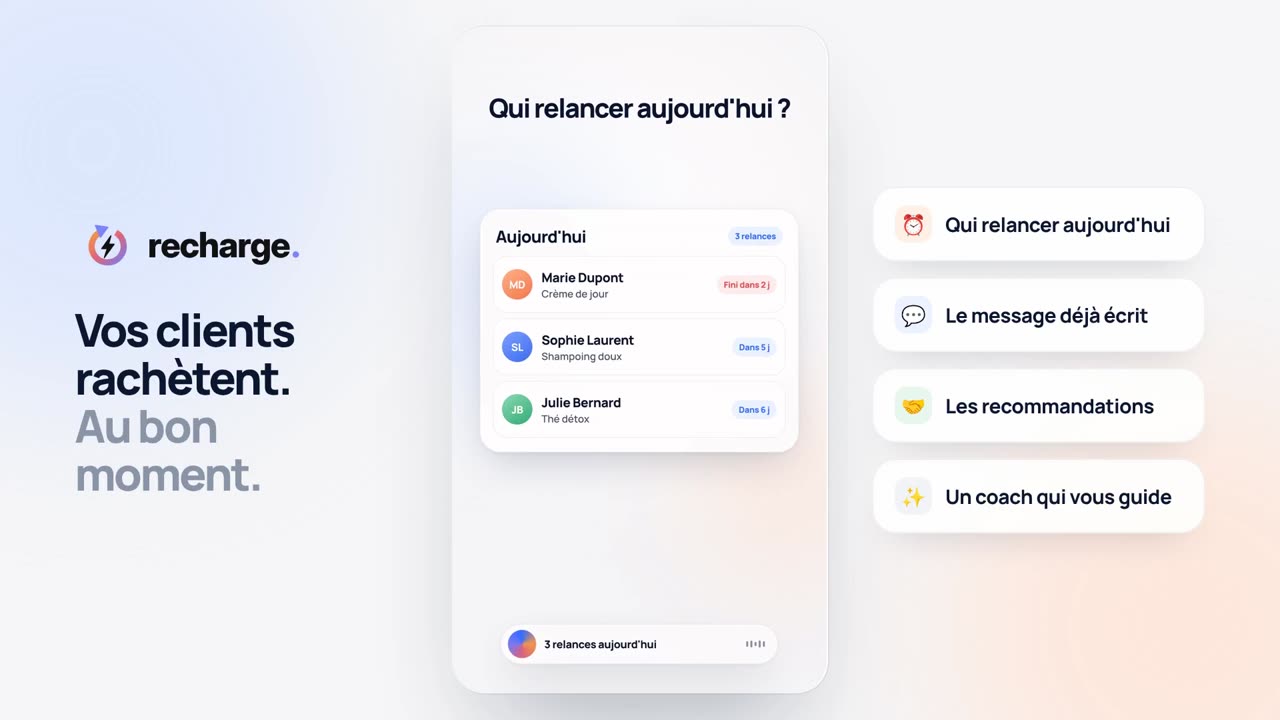 recharge.
Vos clients
rachètent.
Au bon
moment.
Qui relancer aujourd'hui ?
Aujourd'hui
3 relances
MD
Marie Dupont
Crème de jour
Fini dans 2 j
SL
Sophie Laurent
Shampoing doux
Dans 5 j
JB
Julie Bernard
Thé détox
Dans 6 j
3 relances aujourd'hui
Qui relancer aujourd'hui
Le message déjà écrit
Les recommandations
Un coach qui vous guide